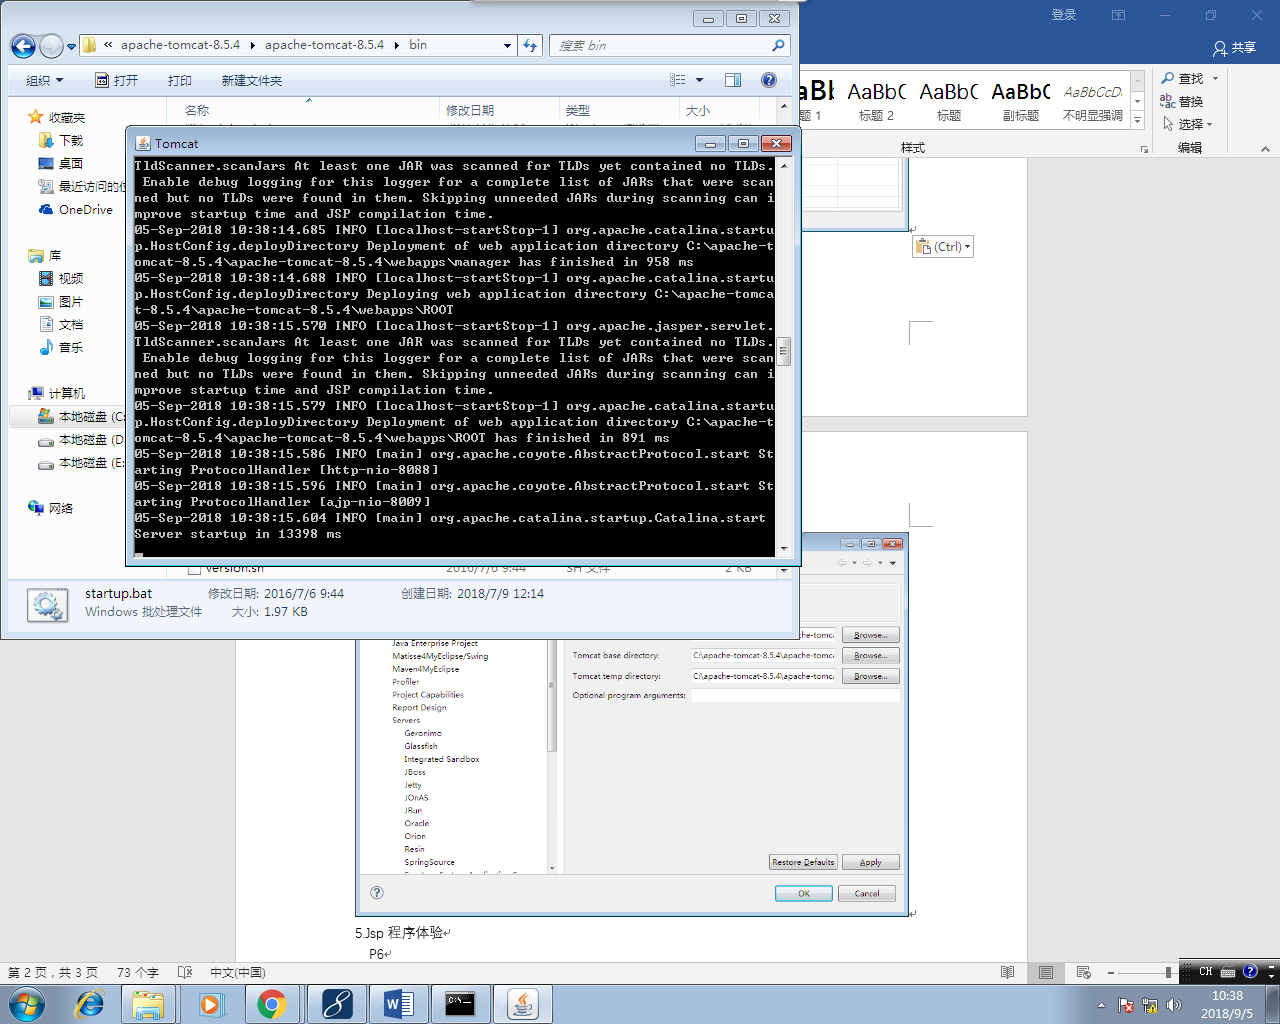 登录
共享
« apache-tomcat-8.5.4 apache-tomcat-8.5.4 bin
搜索 bin
组织 打开 打印 新建文件夹
名称 修改日期 类型 大小
收藏夹
下载
桌面
最近访问的位
OneDrive
库
视频
图片
文档
音乐
计算机
本地磁盘 (C:
本地磁盘 (D
本地磁盘 (E:
网络
Tomcat
TldScanner.scanJars At least one JAR was scanned for TLDs yet contained no TLDs.
Enable debug logging for this logger for a complete list of JARs that were scan
ned but no TLDs were found in them. Skipping unneeded JARs during scanning can i
mprove startup time and JSP compilation time.
05-Sep-2018 10:38:14.685 INFO [localhost-startStop-1] org.apache.catalina.startu
p.HostConfig.deployDirectory Deployment of web application directory C:\apache-t
omcat-8.5.4\apache-tomcat-8.5.4\webapps\manager has finished in 958 ms
05-Sep-2018 10:38:14.688 INFO [localhost-startStop-1] org.apache.catalina.startu
p.HostConfig.deployDirectory Deploying web application directory C:\apache-tomca
t-8.5.4\apache-tomcat-8.5.4\webapps\ROOT
05-Sep-2018 10:38:15.570 INFO [localhost-startStop-1] org.apache.jasper.servlet.
TldScanner.scanJars At least one JAR was scanned for TLDs yet contained no TLDs.
Enable debug logging for this logger for a complete list of JARs that were scan
ned but no TLDs were found in them. Skipping unneeded JARs during scanning can i
mprove startup time and JSP compilation time.
05-Sep-2018 10:38:15.579 INFO [localhost-startStop-1] org.apache.catalina.startu
p.HostConfig.deployDirectory Deployment of web application directory C:\apache-t
omcat-8.5.4\apache-tomcat-8.5.4\webapps\ROOT has finished in 891 ms
05-Sep-2018 10:38:15.586 INFO [main] org.apache.coyote.AbstractProtocol.start St
arting ProtocolHandler [http-nio-8088]
05-Sep-2018 10:38:15.596 INFO [main] org.apache.coyote.AbstractProtocol.start St
arting ProtocolHandler [ajp-nio-8009]
05-Sep-2018 10:38:15.604 INFO [main] org.apache.catalina.startup.Catalina.start
Server startup in 13398 ms
version.sh 2016/7/6 9:44 SH 文件 2 KB
startup.bat 修改日期: 2016/7/6 9:44 创建日期: 2018/7/9 12:14
Windows 批处理文件 大小: 1.97 KB
AaBbCcDd
AaBb( AaBb( AaBb( AaBbCcD.
题 1 标题 2 标题 副标题 不明显强调
样式
查找
替换
选择
编辑
(Ctrl)
Java Enterprise Project
Matisse4MyEclipse/Swing
Maven4MyEclipse
Profiler
Project Capabilities
Report Design
Servers
Geronimo
Glassfish
Integrated Sandbox
JBoss
Jetty
JOnAS
JRun
Oracle
Orion
Resin
SpringSource
he-tomca Browse...
Tomcat base directory: C:\apache-tomcat-8.5.4\apache-tomca Browse...
Tomcat temp directory: C:\apache-tomcat-8.5.4\apache-tomca Browse...
Optional program arguments:
Restore Defaults Apply
OK Cancel
5.Jsp 程序体验
P6
第 2 页，共 3 页 73 个字 中文(中国)
CH
10:38
2018/9/5